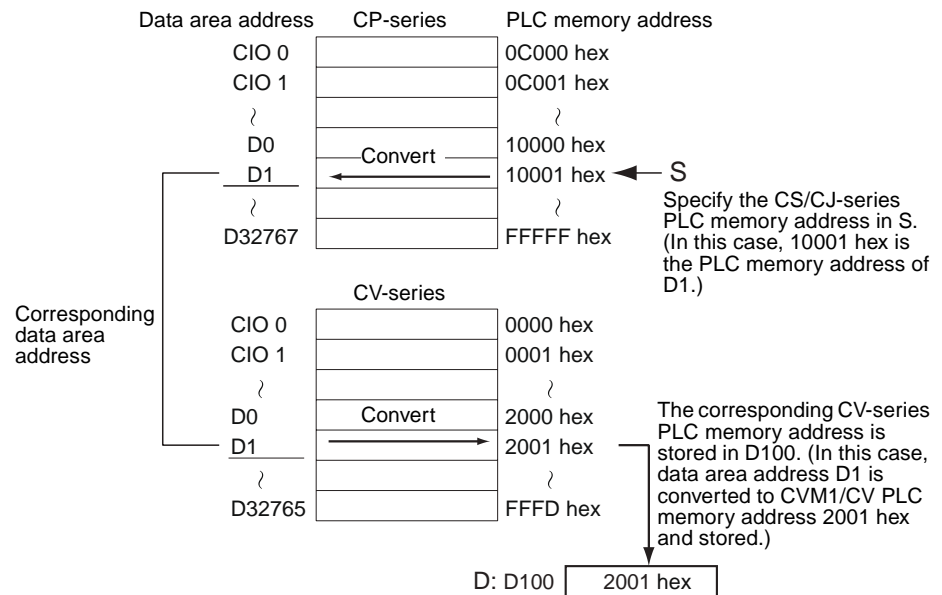 Data area address CP-series PLC memory address
CIO 0 0C000 hex
CIO 1 0C001 hex
~ ~
D0 10000 hex
Convert
D1 10001 hex S
Specify the CS/CJ-series
PLC memory address in S.
(In this case, 10001 hex is
the PLC memory address of
D1.)
~ ~
D32767 FFFFF hex
CV-series
Corresponding
data area
address
CIO 0 0000 hex
CIO 1 0001 hex
~ ~
D0 Convert 2000 hex
D1 2001 hex
~ ~
D32765 FFFD hex
The corresponding CV-series
PLC memory address is
stored in D100. (In this case,
data area address D1 is
converted to CVM1/CV PLC
memory address 2001 hex
and stored.)
D: D100 2001 hex